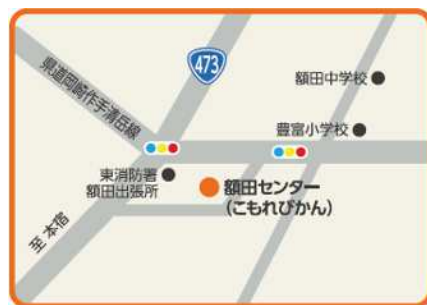 473
県道岡崎作手清岳線
額田中学校
豊富小学校
東消防署
額田出張所
額田センター
(こもれびかん)
至 本宿